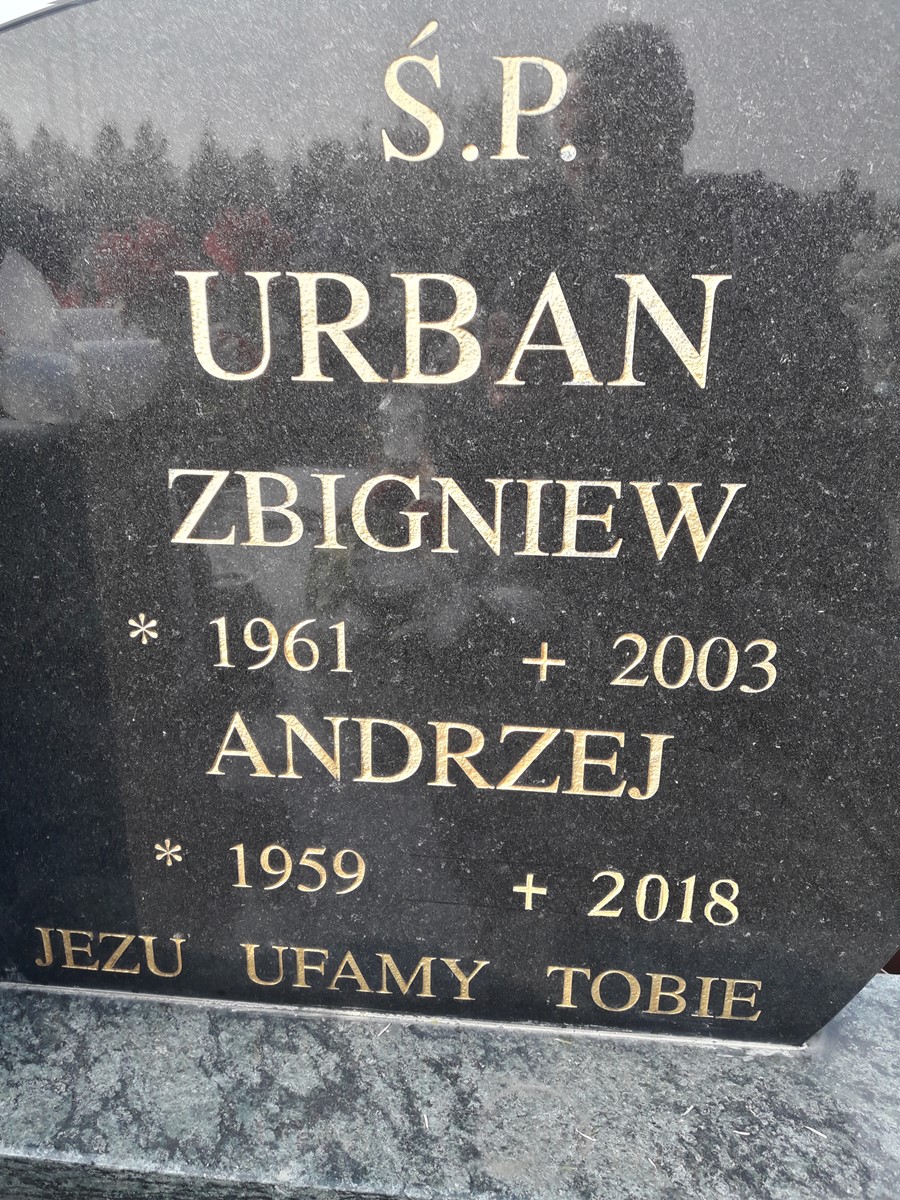 Ś.P.
URBAN
ZBIGNIEW
* 1961 + 2003
ANDRZEJ
* 1959 + 2018
JEZU UFAMY TOBIE